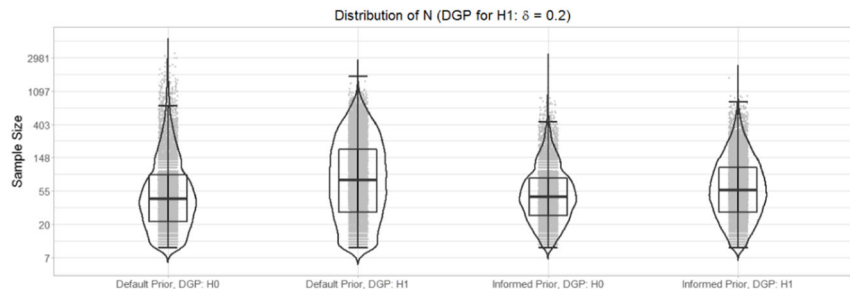 Distribution of N (DGP for H1: δ = 0.2)
Sample Size
2981
1097
403
148
55
20
7
Default Prior, DGP: H0
Default Prior, DGP: H1
Informed Prior, DGP: H0
Informed Prior, DGP: H1